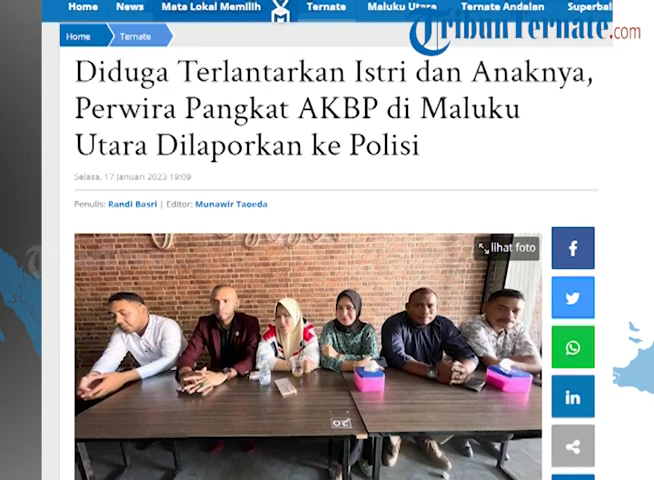 Home News Mata Lokal Memilih Ternate Maluku Utara Ternate Andalan Superbal
TribunTernate.com
Home Ternate
Diduga Terlantarkan Istri dan Anaknya,
Perwira Pangkat AKBP di Maluku
Utara Dilaporkan ke Polisi
Selasa, 17 Januari 2023 19:09
Penulis: Randi Basri | Editor: Munawir Taoeda
lihat foto
20